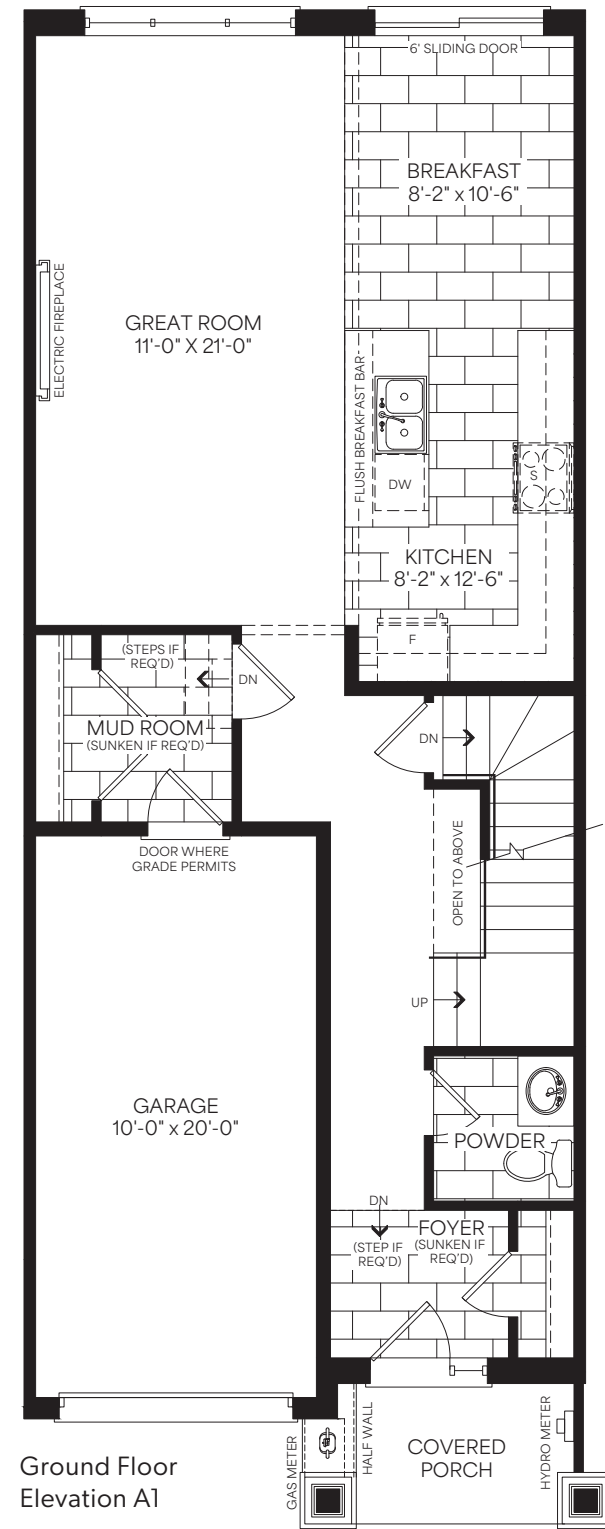 6' SLIDING DOOR
BREAKFAST
8'-2" x 10'-6"
ELECTRIC FIREPLACE
GREAT ROOM
11'-0" X 21'-0"
FLUSH BREAKFAST BAR
DW
S
KITCHEN
8'-2" x 12'-6"
F
(STEPS IF
REQ'D)
DN
MUD ROOM
(SUNKEN IF REQ'D)
DN
DOOR WHERE
GRADE PERMITS
OPEN TO ABOVE
UP
GARAGE
10'-0" x 20'-0"
POWDER
DN
(STEP IF
REQ'D)
FOYER
(SUNKEN IF
REQ'D)
GAS METER
HALF WALL
COVERED
PORCH
HYDRO METER
Ground Floor
Elevation A1